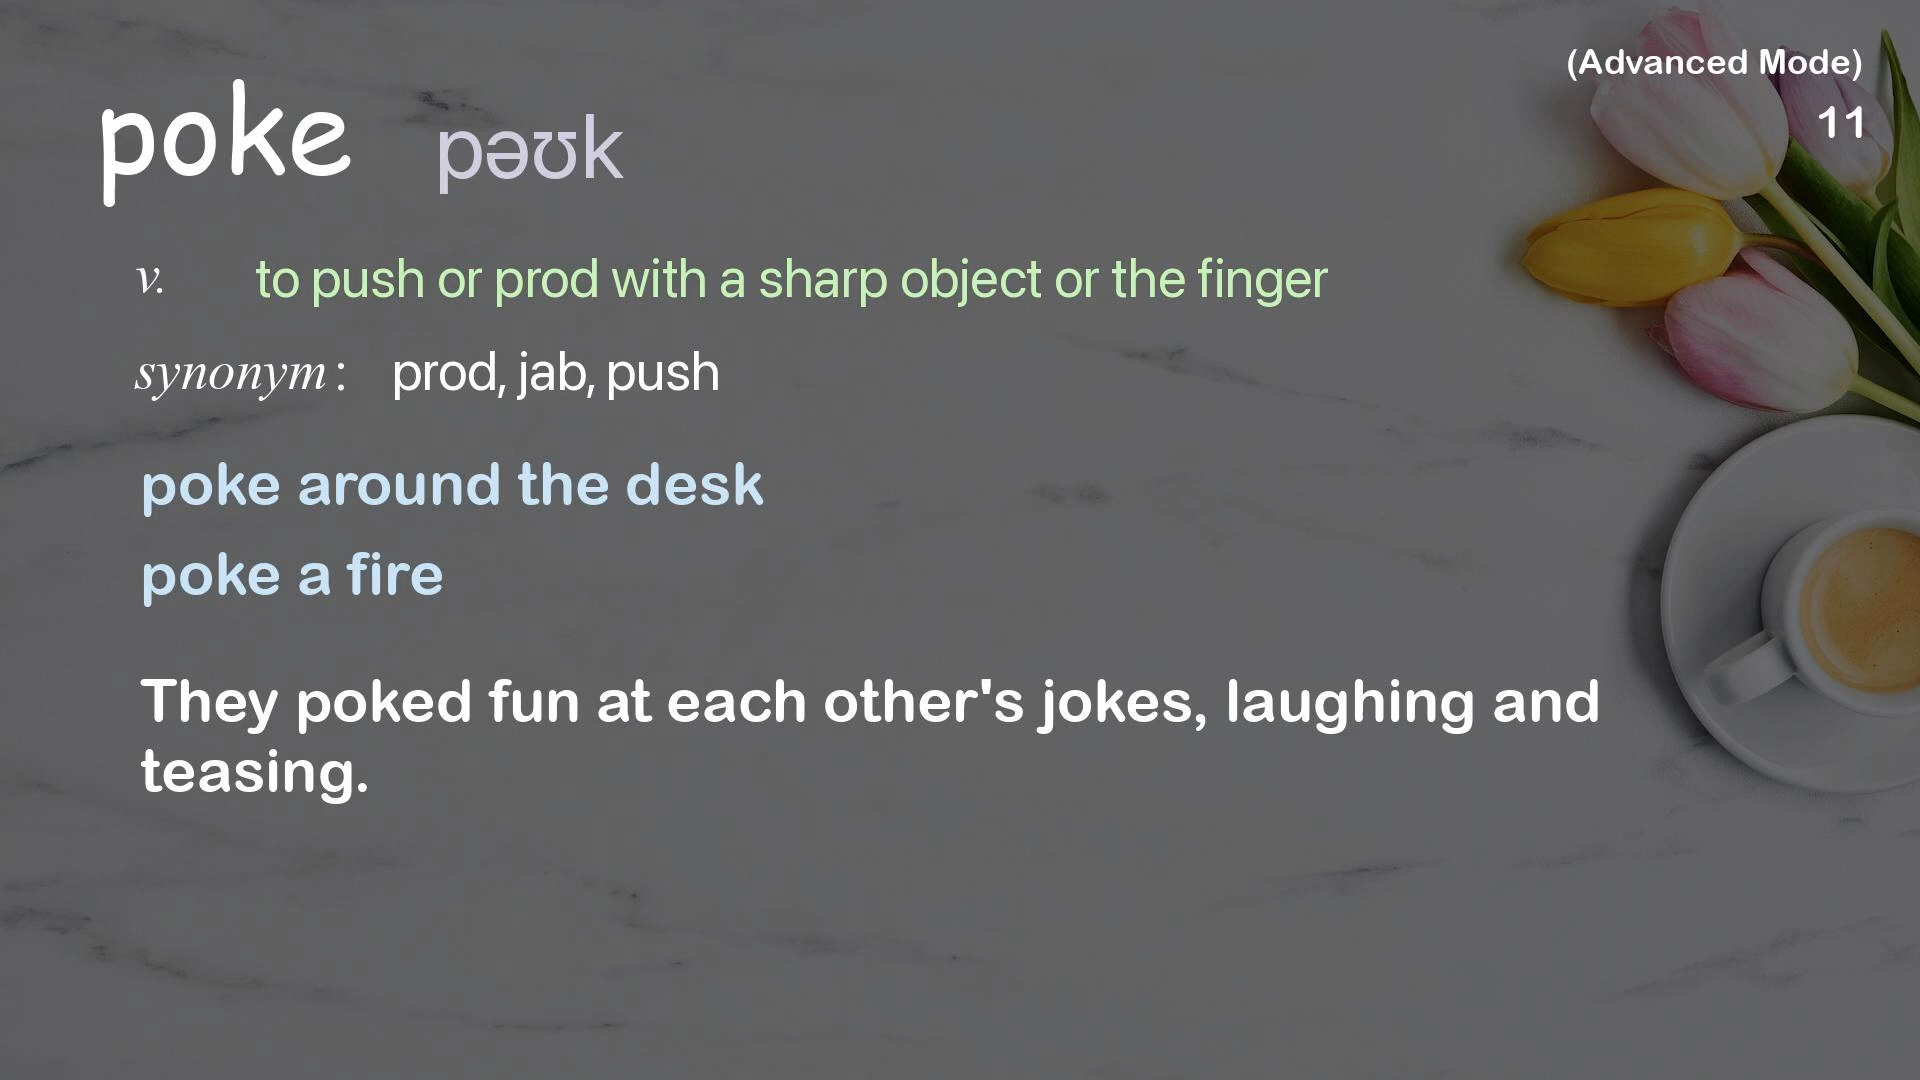 (Advanced Mode)
11
poke pəʊk
v. to push or prod with a sharp object or the finger
synonym: prod, jab, push
poke around the desk
poke a fire
They poked fun at each other's jokes, laughing and
teasing.